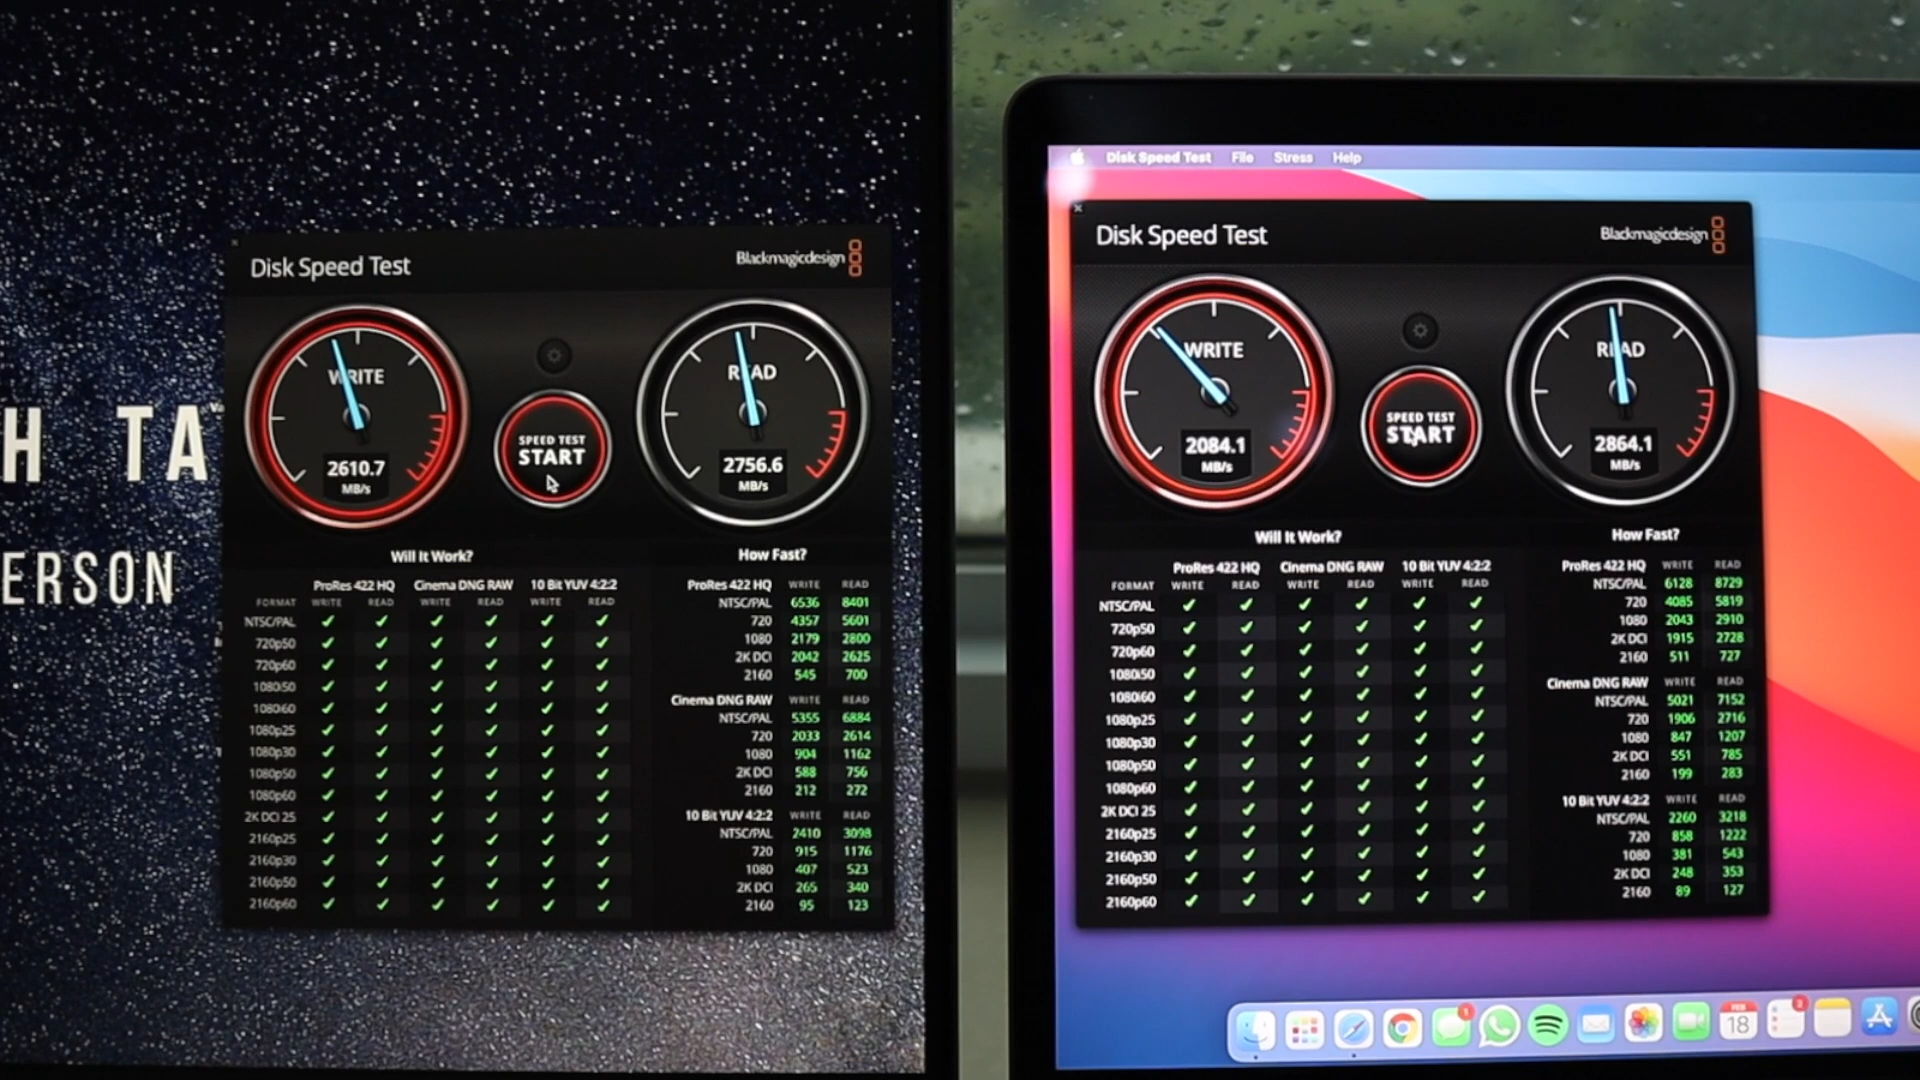 H TA
ERSON
Disk Speed Test
Blackmagicdesign
WRITE
2610.7
MB/s
SPEED TEST
START
READ
2756.6
MB/s
Will It Work?
ProRes 422 HQ Cinema DNG RAW 10 Bit YUV 4:2:2
FORMAT WRITE READ WRITE READ WRITE READ
NTSC/PAL ✓ ✓ ✓ ✓ ✓ ✓
720p50 ✓ ✓ ✓ ✓ ✓ ✓
720p60 ✓ ✓ ✓ ✓ ✓ ✓
1080i50 ✓ ✓ ✓ ✓ ✓ ✓
1080i60 ✓ ✓ ✓ ✓ ✓ ✓
1080p25 ✓ ✓ ✓ ✓ ✓ ✓
1080p30 ✓ ✓ ✓ ✓ ✓ ✓
1080p50 ✓ ✓ ✓ ✓ ✓ ✓
1080p60 ✓ ✓ ✓ ✓ ✓ ✓
2K DCI 25 ✓ ✓ ✓ ✓ ✓ ✓
2160p25 ✓ ✓ ✓ ✓ ✓ ✓
2160p30 ✓ ✓ ✓ ✓ ✓ ✓
2160p50 ✓ ✓ ✓ ✓ ✓ ✓
2160p60 ✓ ✓ ✓ ✓ ✓ ✓
How Fast?
ProRes 422 HQ WRITE READ
NTSC/PAL 6536 8401
720 4357 5601
1080 2179 2800
2K DCI 2042 2625
2160 545 700
Cinema DNG RAW WRITE READ
NTSC/PAL 5355 6884
720 2033 2614
1080 904 1162
2K DCI 588 756
2160 212 272
10 Bit YUV 4:2:2 WRITE READ
NTSC/PAL 2410 3098
720 915 1176
1080 407 523
2K DCI 265 340
2160 95 123
Disk Speed Test File Stress Help
Disk Speed Test
Blackmagicdesign
WRITE
2084.1
MB/s
SPEED TEST
START
READ
2864.1
MB/s
Will It Work?
ProRes 422 HQ Cinema DNG RAW 10 Bit YUV 4:2:2
FORMAT WRITE READ WRITE READ WRITE READ
NTSC/PAL ✓ ✓ ✓ ✓ ✓ ✓
720p50 ✓ ✓ ✓ ✓ ✓ ✓
720p60 ✓ ✓ ✓ ✓ ✓ ✓
1080i50 ✓ ✓ ✓ ✓ ✓ ✓
1080i60 ✓ ✓ ✓ ✓ ✓ ✓
1080p25 ✓ ✓ ✓ ✓ ✓ ✓
1080p30 ✓ ✓ ✓ ✓ ✓ ✓
1080p50 ✓ ✓ ✓ ✓ ✓ ✓
1080p60 ✓ ✓ ✓ ✓ ✓ ✓
2K DCI 25 ✓ ✓ ✓ ✓ ✓ ✓
2160p25 ✓ ✓ ✓ ✓ ✓ ✓
2160p30 ✓ ✓ ✓ ✓ ✓ ✓
2160p50 ✓ ✓ ✓ ✓ ✓ ✓
2160p60 ✓ ✓ ✓ ✓ ✓ ✓
How Fast?
ProRes 422 HQ WRITE READ
NTSC/PAL 6128 8729
720 4085 5819
1080 2043 2910
2K DCI 1915 2728
2160 511 727
Cinema DNG RAW WRITE READ
NTSC/PAL 5021 7152
720 1906 2716
1080 847 1207
2K DCI 551 785
2160 199 283
10 Bit YUV 4:2:2 WRITE READ
NTSC/PAL 2260 3218
720 858 1222
1080 381 543
2K DCI 248 353
2160 89 127
FEB
18